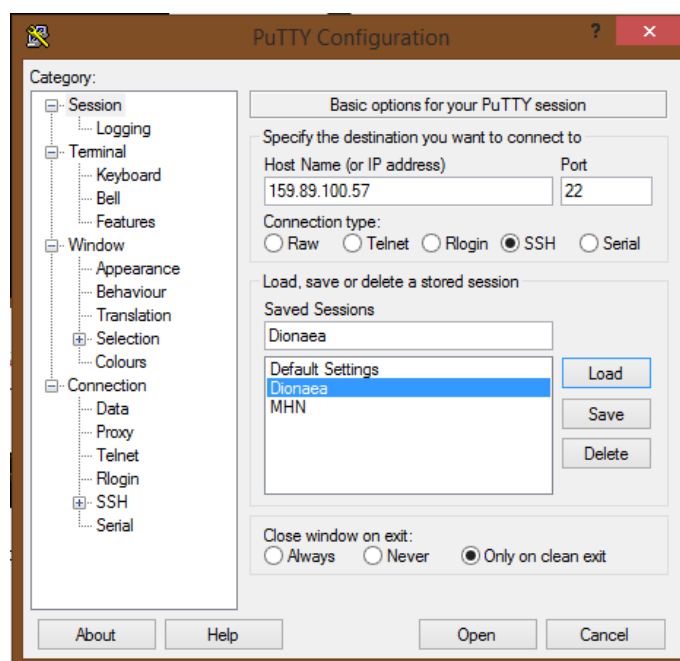 PuTTY Configuration
?
×
Category:
Session
Logging
Terminal
Keyboard
Bell
Features
Window
Appearance
Behaviour
Translation
Selection
Colours
Connection
Data
Proxy
Telnet
Rlogin
SSH
Serial
Basic options for your PuTTY session
Specify the destination you want to connect to
Host Name (or IP address) Port
159.89.100.57 22
Connection type:
Raw Telnet Rlogin SSH Serial
Load, save or delete a stored session
Saved Sessions
Dionaea
Default Settings
Dionaea
MHN
Load
Save
Delete
Close window on exit:
Always Never Only on clean exit
About Help Open Cancel